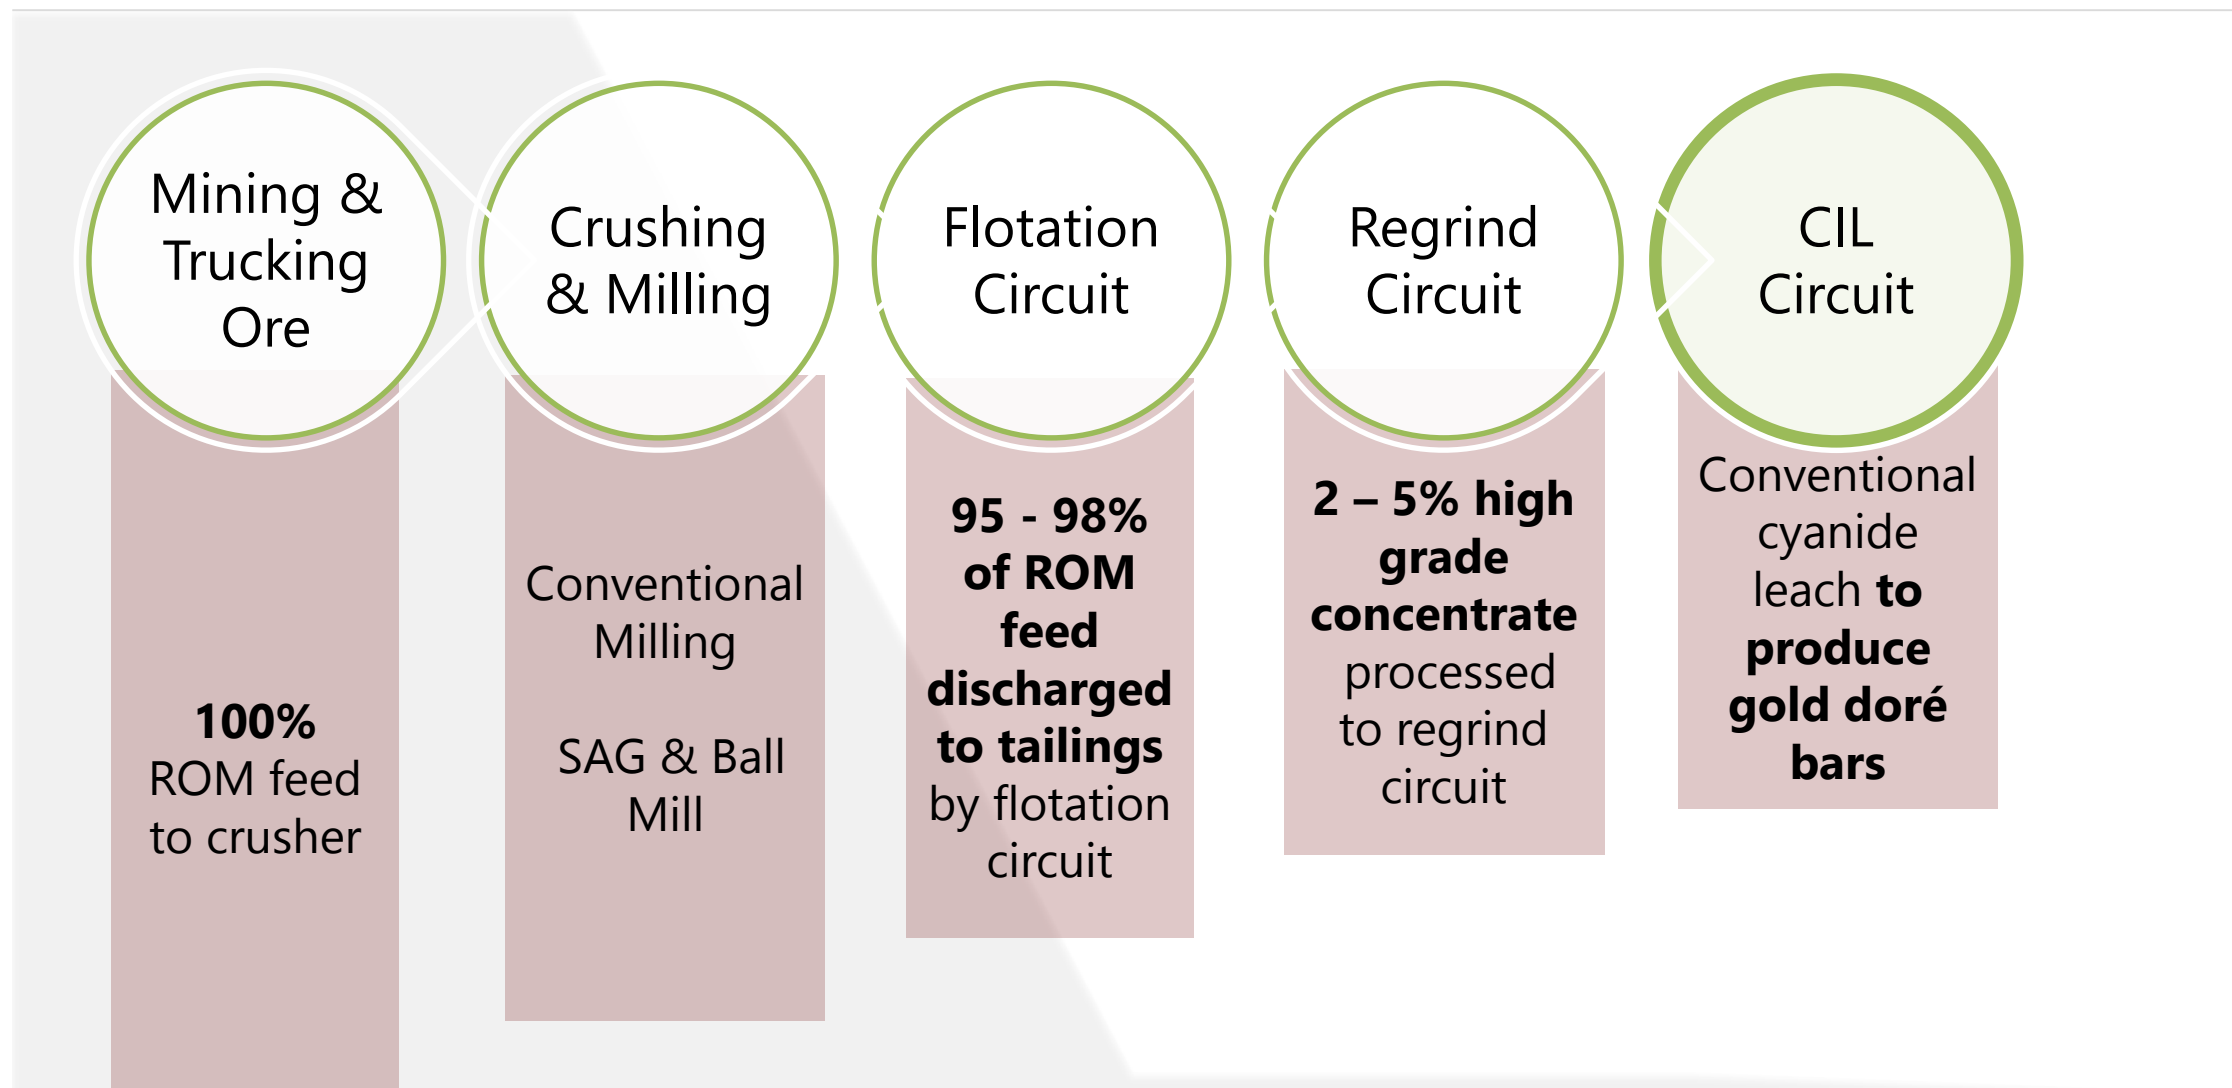 Mining &
Trucking
Ore
100%
ROM feed
to crusher
Crushing
& Milling
Conventional
Milling
SAG & Ball
Mill
Flotation
Circuit
95 - 98%
of ROM
feed
discharged
to tailings
by flotation
circuit
Regrind
Circuit
2 – 5% high
grade
concentrate
processed
to regrind
circuit
CIL
Circuit
Conventional
cyanide
leach to
produce
gold doré
bars